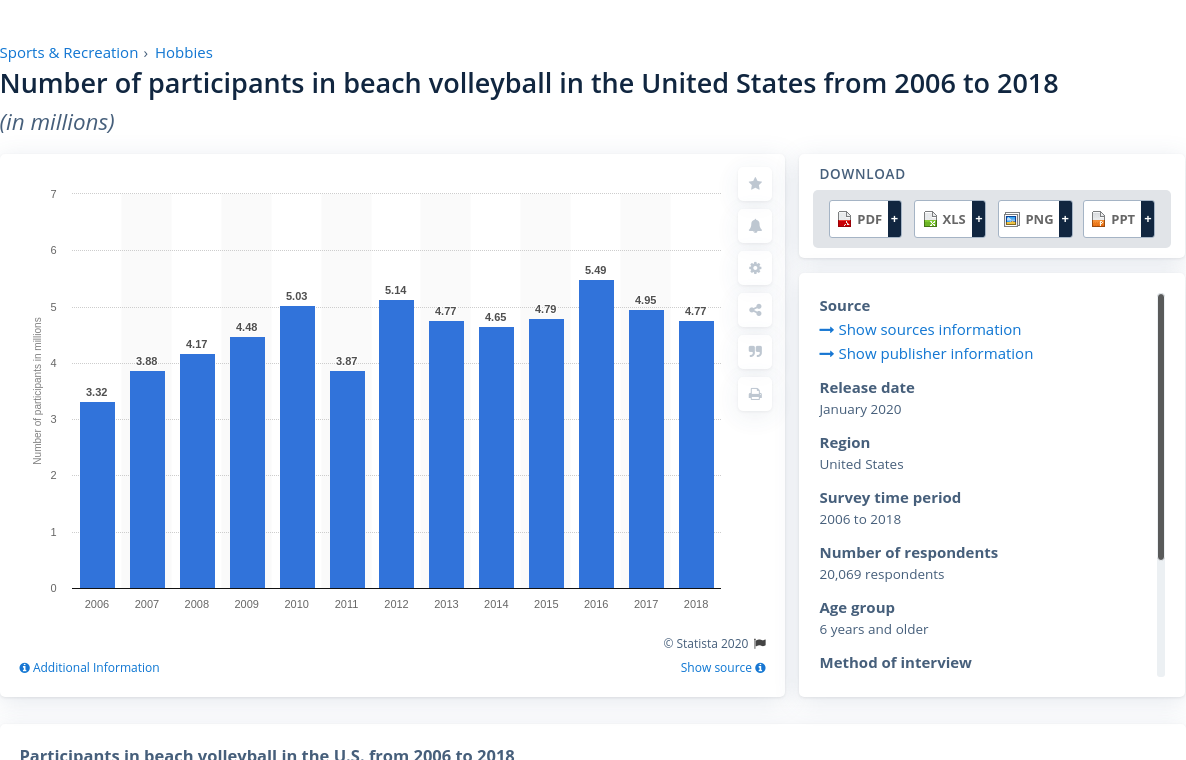 Sports & Recreation › Hobbies
Number of participants in beach volleyball in the United States from 2006 to 2018
(in millions)
Number of participants in millions
7
6
5
4
3
2
1
0
3.32
3.88
4.17
4.48
5.03
3.87
5.14
4.77
4.65
4.79
5.49
4.95
4.77
2006 2007 2008 2009 2010 2011 2012 2013 2014 2015 2016 2017 2018
© Statista 2020
Additional Information
Show source
DOWNLOAD
PDF + XLS + PNG + PPT +
Source
Show sources information
Show publisher information
Release date
January 2020
Region
United States
Survey time period
2006 to 2018
Number of respondents
20,069 respondents
Age group
6 years and older
Method of interview
Participants in beach volleyball in the U.S. from 2006 to 2018